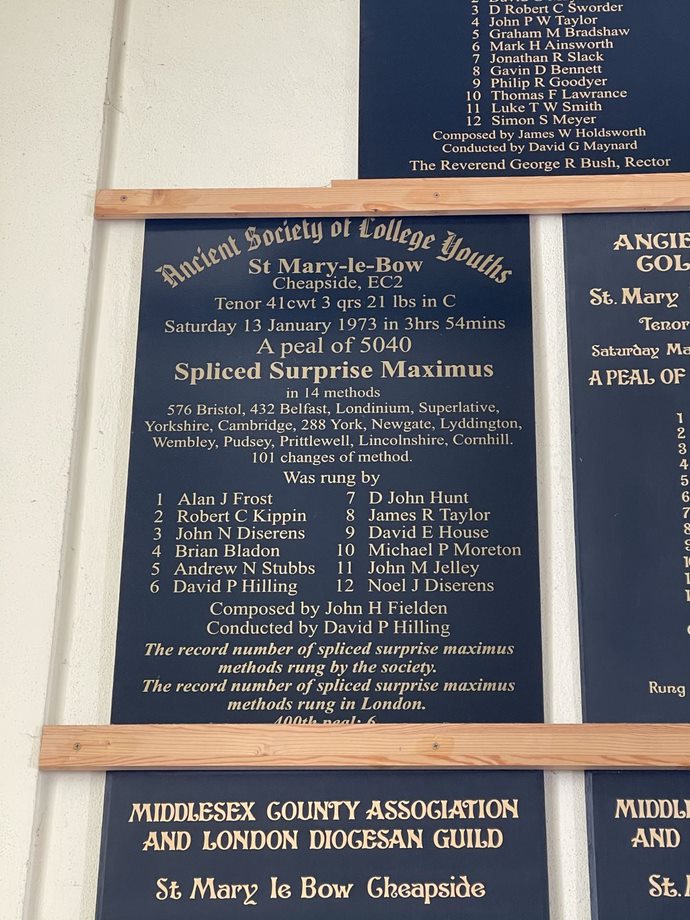 3 D Robert C Sworder
4 John P W Taylor
5 Graham M Bradshaw
6 Mark H Ainsworth
7 Jonathan R Slack
8 Gavin D Bennett
9 Philip R Goodyer
10 Thomas F Lawrance
11 Luke T W Smith
12 Simon S Meyer
Composed by James W Holdsworth
Conducted by David G Maynard
The Reverend George R Bush, Rector
Ancient Society of College Youths
St Mary-le-Bow
Cheapside, EC2
Tenor 41cwt 3 qrs 21 lbs in C
Saturday 13 January 1973 in 3hrs 54mins
A peal of 5040
Spliced Surprise Maximus
in 14 methods
576 Bristol, 432 Belfast, Londinium, Superlative,
Yorkshire, Cambridge, 288 York, Newgate, Lyddington,
Wembley, Pudsey, Prittlewell, Lincolnshire, Cornhill.
101 changes of method.
Was rung by
1 Alan J Frost 7 D John Hunt
2 Robert C Kippin 8 James R Taylor
3 John N Diserens 9 David E House
4 Brian Bladon 10 Michael P Moreton
5 Andrew N Stubbs 11 John M Jelley
6 David P Hilling 12 Noel J Diserens
Composed by John H Fielden
Conducted by David P Hilling
The record number of spliced surprise maximus
methods rung by the society.
The record number of spliced surprise maximus
methods rung in London.
400th peal: 6
St. Mary
Tenor
Saturday
A PEAL OF
1
2
3
4
5
6
7
8
Rung
MIDDLESEX COUNTY ASSOCIATION
AND LONDON DIOCESAN GUILD
St Mary le Bow Cheapside
AND
St.